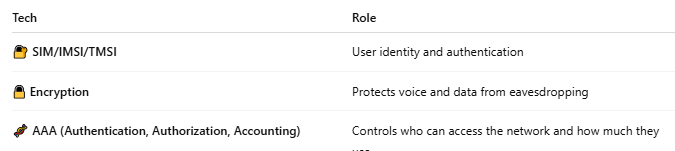 Tech Role
SIM/IMSI/TMSI User identity and authentication
Encryption Protects voice and data from eavesdropping
AAA (Authentication, Authorization, Accounting) Controls who can access the network and how much they